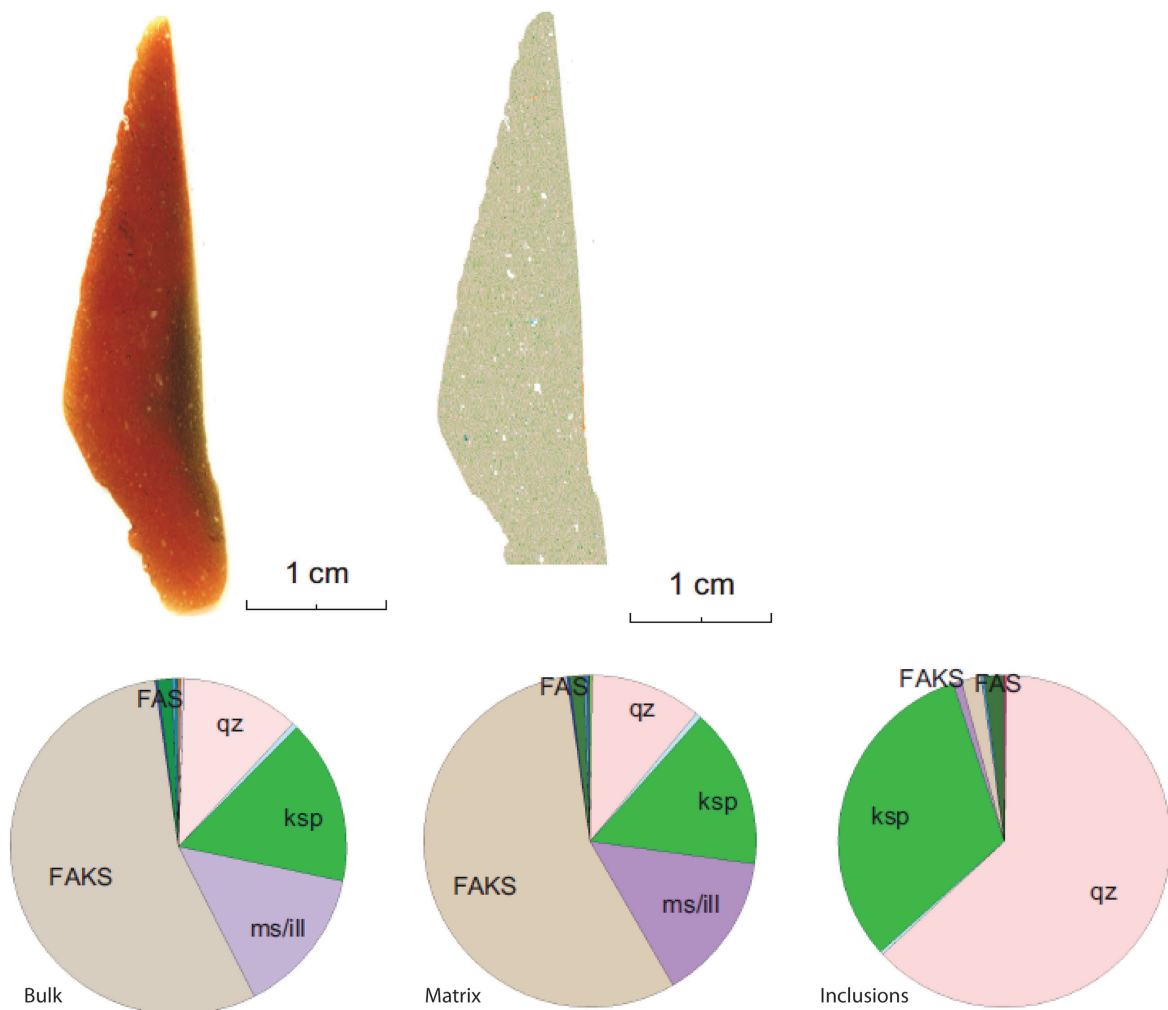 1 cm
1 cm
FAS
qz
ksp
ms/ill
FAKS
Bulk
FAS
qz
ksp
ms/ill
FAKS
Matrix
FAKS
FAS
ksp
qz
Inclusions